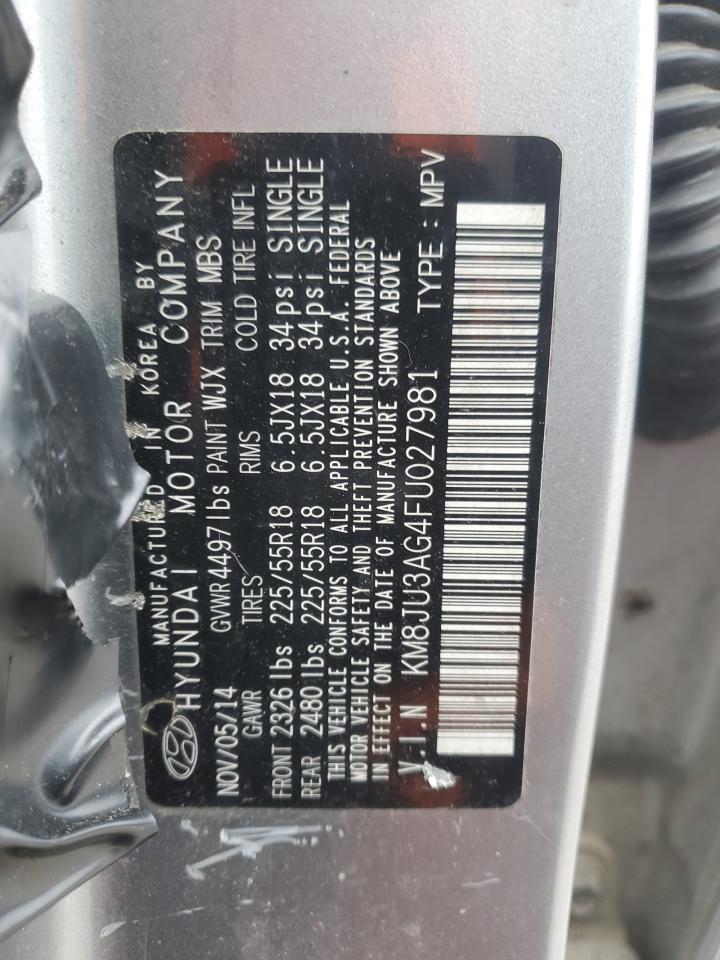 MANUFACTURED IN KOREA BY
HYUNDAI MOTOR COMPANY
NOV/05/14 GVWR 4497 lbs PAINT WJX TRIM MBS
GAWR TIRES RIMS COLD TIRE INFL
FRONT 2326 lbs 225/55R18 6.5JX18 34 psi SINGLE
REAR 2480 lbs 225/55R18 6.5JX18 34 psi SINGLE
THIS VEHICLE CONFORMS TO ALL APPLICABLE U.S.A. FEDERAL
MOTOR VEHICLE SAFETY AND THEFT PREVENTION STANDARDS
IN EFFECT ON THE DATE OF MANUFACTURE SHOWN ABOVE
V.I.N KM8JU3AG4FU027981 TYPE : MPV